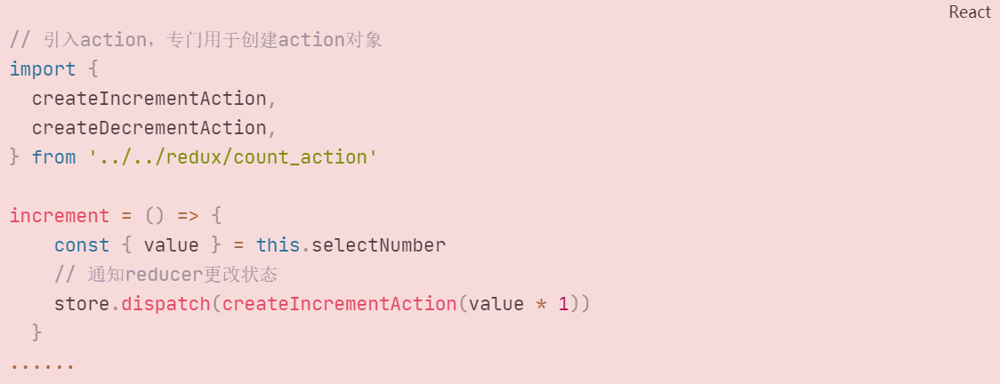 React
// 引入action，专门用于创建action对象
import {
  createIncrementAction,
  createDecrementAction,
} from '../../redux/count_action'

increment = () => {
    const { value } = this.selectNumber
    // 通知reducer更改状态
    store.dispatch(createIncrementAction(value * 1))
  }
......